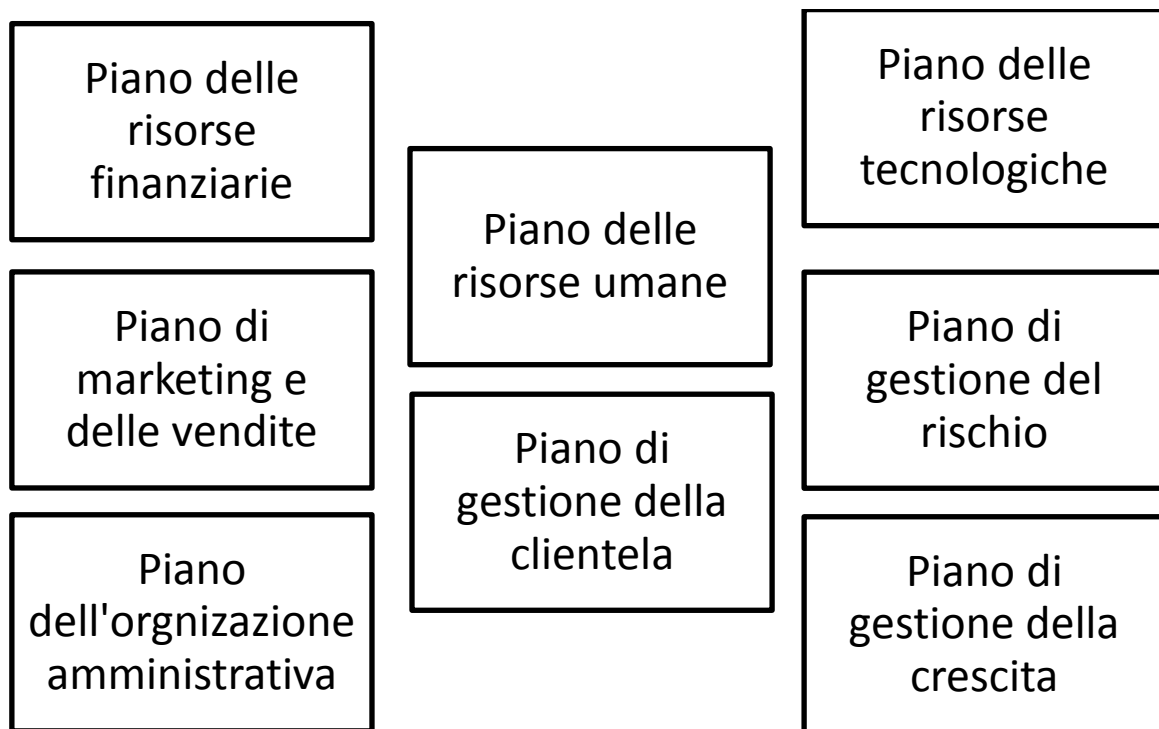 Piano delle
risorse
finanziarie
Piano di
marketing e
delle vendite
Piano
dell'orgnizazione
amministrativa
Piano delle
risorse umane
Piano di
gestione della
clientela
Piano delle
risorse
tecnologiche
Piano di
gestione del
rischio
Piano di
gestione della
crescita